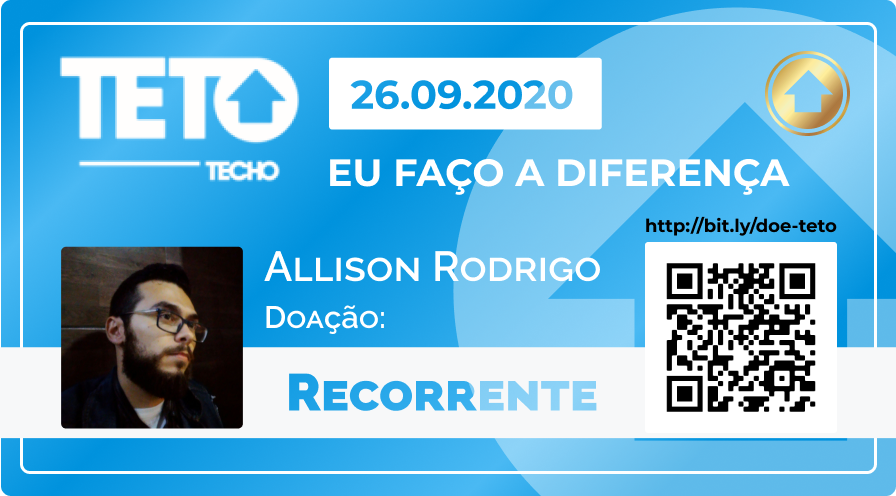 TETO
TECHO
26.09.2020
EU FAÇO A DIFERENÇA
http://bit.ly/doe-teto
Allison Rodrigo
Doação:
Recorrente